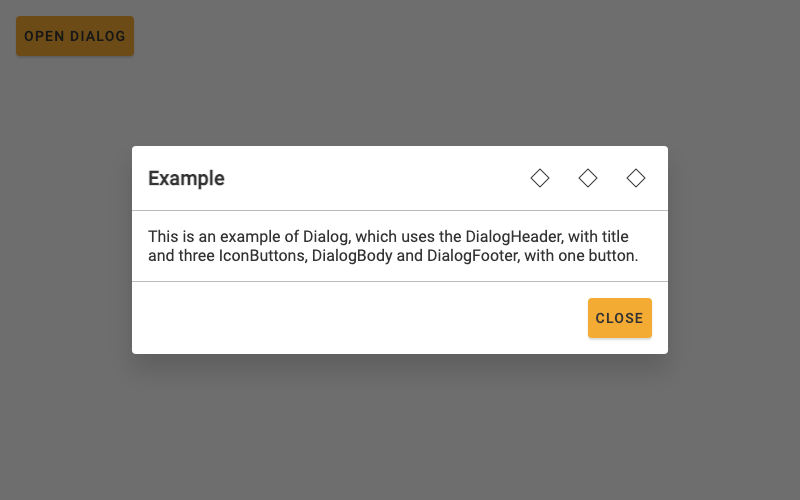 OPEN DIALOG
Example
This is an example of Dialog, which uses the DialogHeader, with title
and three IconButtons, DialogBody and DialogFooter, with one button.
CLOSE